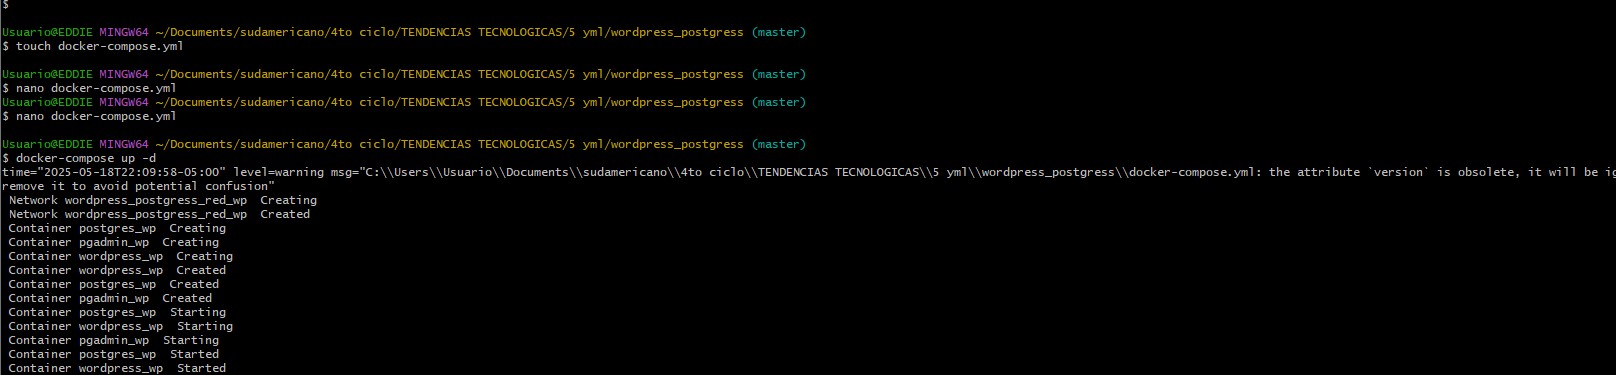 $
Usuario@EDDIE MINGW64 ~/Documents/sudamericano/4to ciclo/TENDENCIAS TECNOLOGICAS/5 yml/wordpress_postgress (master)
$ touch docker-compose.yml
Usuario@EDDIE MINGW64 ~/Documents/sudamericano/4to ciclo/TENDENCIAS TECNOLOGICAS/5 yml/wordpress_postgress (master)
$ nano docker-compose.yml
Usuario@EDDIE MINGW64 ~/Documents/sudamericano/4to ciclo/TENDENCIAS TECNOLOGICAS/5 yml/wordpress_postgress (master)
$ nano docker-compose.yml
Usuario@EDDIE MINGW64 ~/Documents/sudamericano/4to ciclo/TENDENCIAS TECNOLOGICAS/5 yml/wordpress_postgress (master)
$ docker-compose up -d
time="2025-05-18T22:09:58-05:00" level=warning msg="C:\\Users\\Usuario\\Documents\\sudamericano\\4to ciclo\\TENDENCIAS TECNOLOGICAS\\5 yml\\wordpress_postgress\\docker-compose.yml: the attribute `version` is obsolete, it will be ig
remove it to avoid potential confusion"
Network wordpress_postgress_red_wp  Creating
Network wordpress_postgress_red_wp  Created
Container postgres_wp  Creating
Container pgadmin_wp  Creating
Container wordpress_wp  Creating
Container wordpress_wp  Created
Container postgres_wp  Created
Container pgadmin_wp  Created
Container postgres_wp  Starting
Container wordpress_wp  Starting
Container pgadmin_wp  Starting
Container postgres_wp  Started
Container wordpress_wp  Started